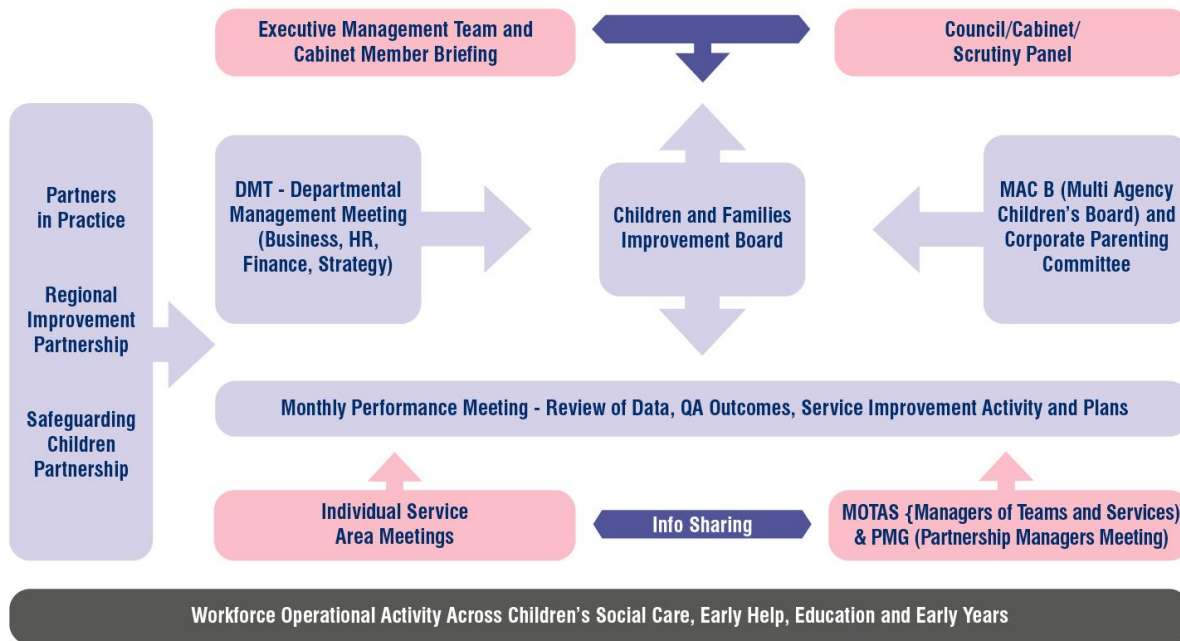 Executive Management Team and
Cabinet Member Briefing
Council/Cabinet/
Scrutiny Panel
Partners
in Practice
Regional
Improvement
Partnership
Safeguarding
Children
Partnership
DMT - Departmental
Management Meeting
(Business, HR,
Finance, Strategy)
Children and Families
Improvement Board
MAC B (Multi Agency
Children’s Board) and
Corporate Parenting
Committee
Monthly Performance Meeting - Review of Data, QA Outcomes, Service Improvement Activity and Plans
Individual Service
Area Meetings
Info Sharing
MOTAS {Managers of Teams and Services)
& PMG (Partnership Managers Meeting)
Workforce Operational Activity Across Children’s Social Care, Early Help, Education and Early Years